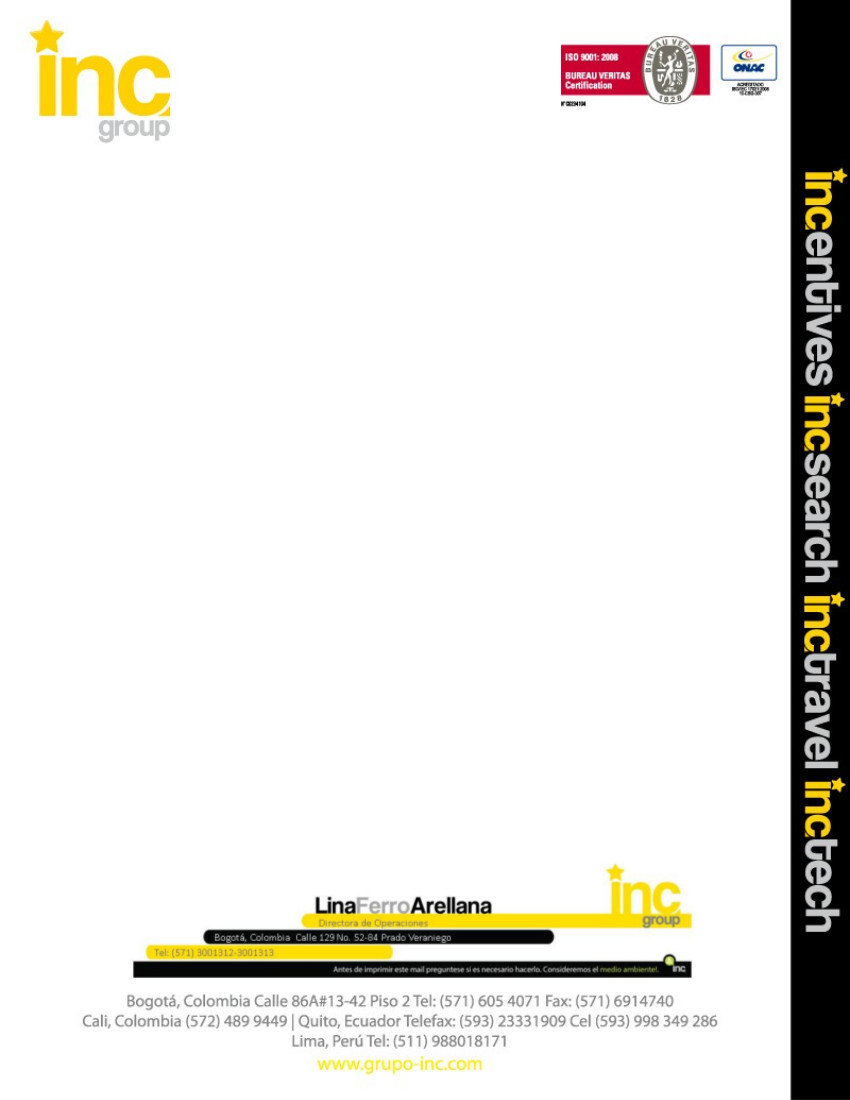 inc
group
ISO 9001: 2008
BUREAU VERITAS
Certification
BUREAU VERITAS
1828
ONAC
ACREDITADO
incentives incsearch inctravel inctech
LinaFerroArellana
Directora de Operaciones
inc
group
Bogotá, Colombia Calle 129 No. 52-84 Prado Veraniego
Tel: (571) 3001312-3001313
Antes de imprimir este mail preguntese si es necesario hacerlo. Consideremos el medio ambiente!.
inc
Bogotá, Colombia Calle 86A#13-42 Piso 2 Tel: (571) 605 4071 Fax: (571) 6914740
Cali, Colombia (572) 489 9449 | Quito, Ecuador Telefax: (593) 23331909 Cel (593) 998 349 286
Lima, Perú Tel: (511) 988018171
www.grupo-inc.com